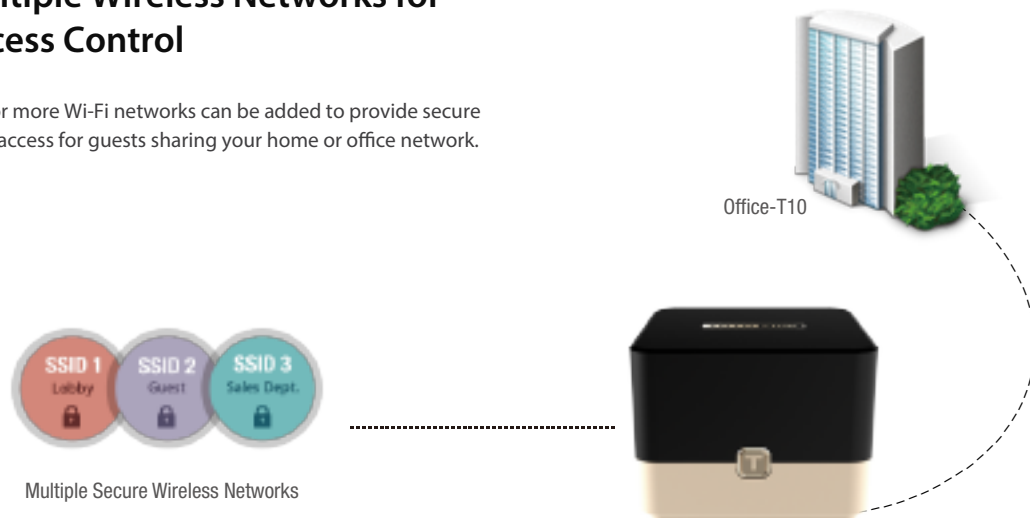 ltiple Wireless Networks for
cess Control
r more Wi-Fi networks can be added to provide secure
access for guests sharing your home or office network.
Office-T10
SSID 1
Lobby
SSID 2
Guest
SSID 3
Sales Dept.
T
Multiple Secure Wireless Networks